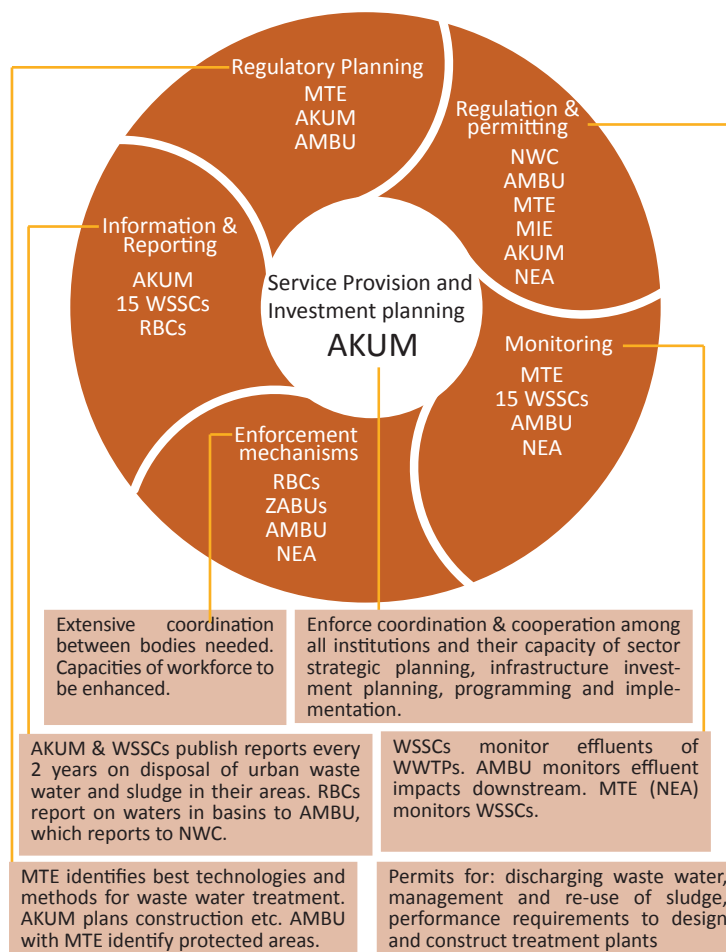 Regulatory Planning
MTE
AKUM
AMBU
Regulation &
permitting
NWC
AMBU
MTE
MIE
AKUM
NEA
Information &
Reporting
AKUM
15 WSSCs
RBCs
Service Provision and
Investment planning
AKUM
Monitoring
MTE
15 WSSCs
AMBU
NEA
Enforcement
mechanisms
RBCs
ZABUs
AMBU
NEA
Extensive coordination
between bodies needed.
Capacities of workforce to
be enhanced.
Enforce coordination & cooperation among
all institutions and their capacity of sector
strategic planning, infrastructure invest-
ment planning, programming and imple-
mentation.
AKUM & WSSCs publish reports every
2 years on disposal of urban waste
water and sludge in their areas. RBCs
report on waters in basins to AMBU,
which reports to NWC.
WSSCs monitor effluents of
WWTPs. AMBU monitors effluent
impacts downstream. MTE (NEA)
monitors WSSCs.
MTE identifies best technologies and
methods for waste water treatment.
AKUM plans construction etc. AMBU
with MTE identify protected areas.
Permits for: discharging waste water,
management and re-use of sludge,
performance requirements to design
and construct treatment plants